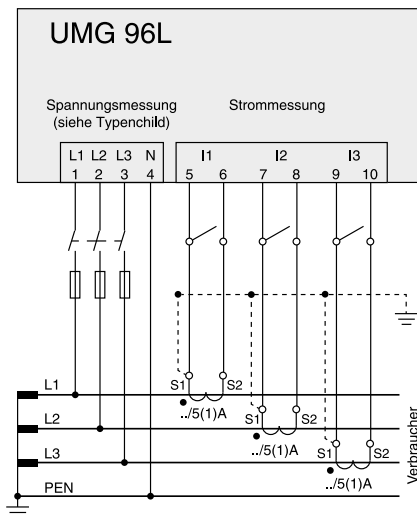 UMG 96L
Spannungsmessung
(siehe Typenchild)
Strommessung
L1 L2 L3 N
I1 I2 I3
1 2 3 4
5 6 7 8 9 10
L1
S1 S2
../5(1)A
L2
S1 S2
../5(1)A
L3
S1 S2
../5(1)A
PEN
Verbraucher